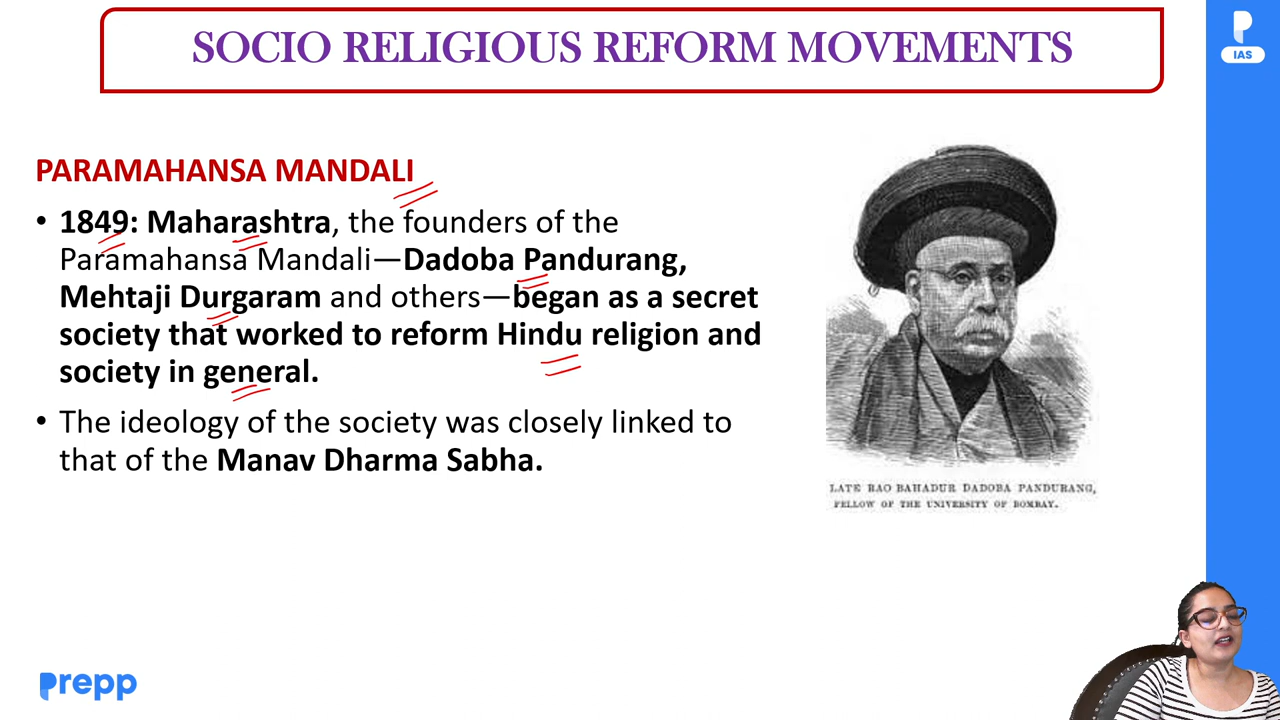 SOCIO RELIGIOUS REFORM MOVEMENTS
IAS
PARAMAHANSA MANDALI
• 1849: Maharashtra, the founders of the
Paramahansa Mandali—Dadoba Pandurang,
Mehtaji Durgaram and others—began as a secret
society that worked to reform Hindu religion and
society in general.
• The ideology of the society was closely linked to
that of the Manav Dharma Sabha.
LATE RAO BAHADUR DADOBA PANDURANG,
FELLOW OF THE UNIVERSITY OF BOMBAY.
prepp